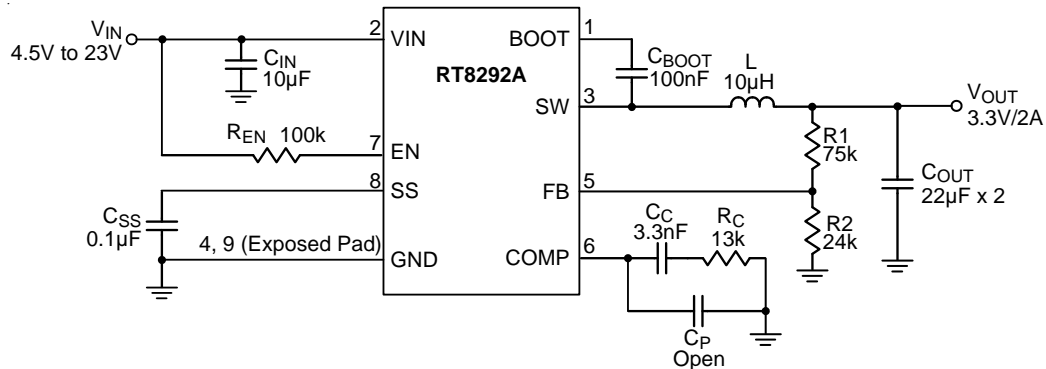 VIN
4.5V to 23V
CIN
10µF
REN 100k
CSS
0.1µF
4, 9 (Exposed Pad)
2
7
8
VIN
EN
SS
GND
RT8292A
BOOT
SW
FB
COMP
1
3
5
6
CBOOT
100nF
L
10µH
VOUT
3.3V/2A
R1
75k
COUT
22µF x 2
R2
24k
CC
3.3nF
RC
13k
CP
Open